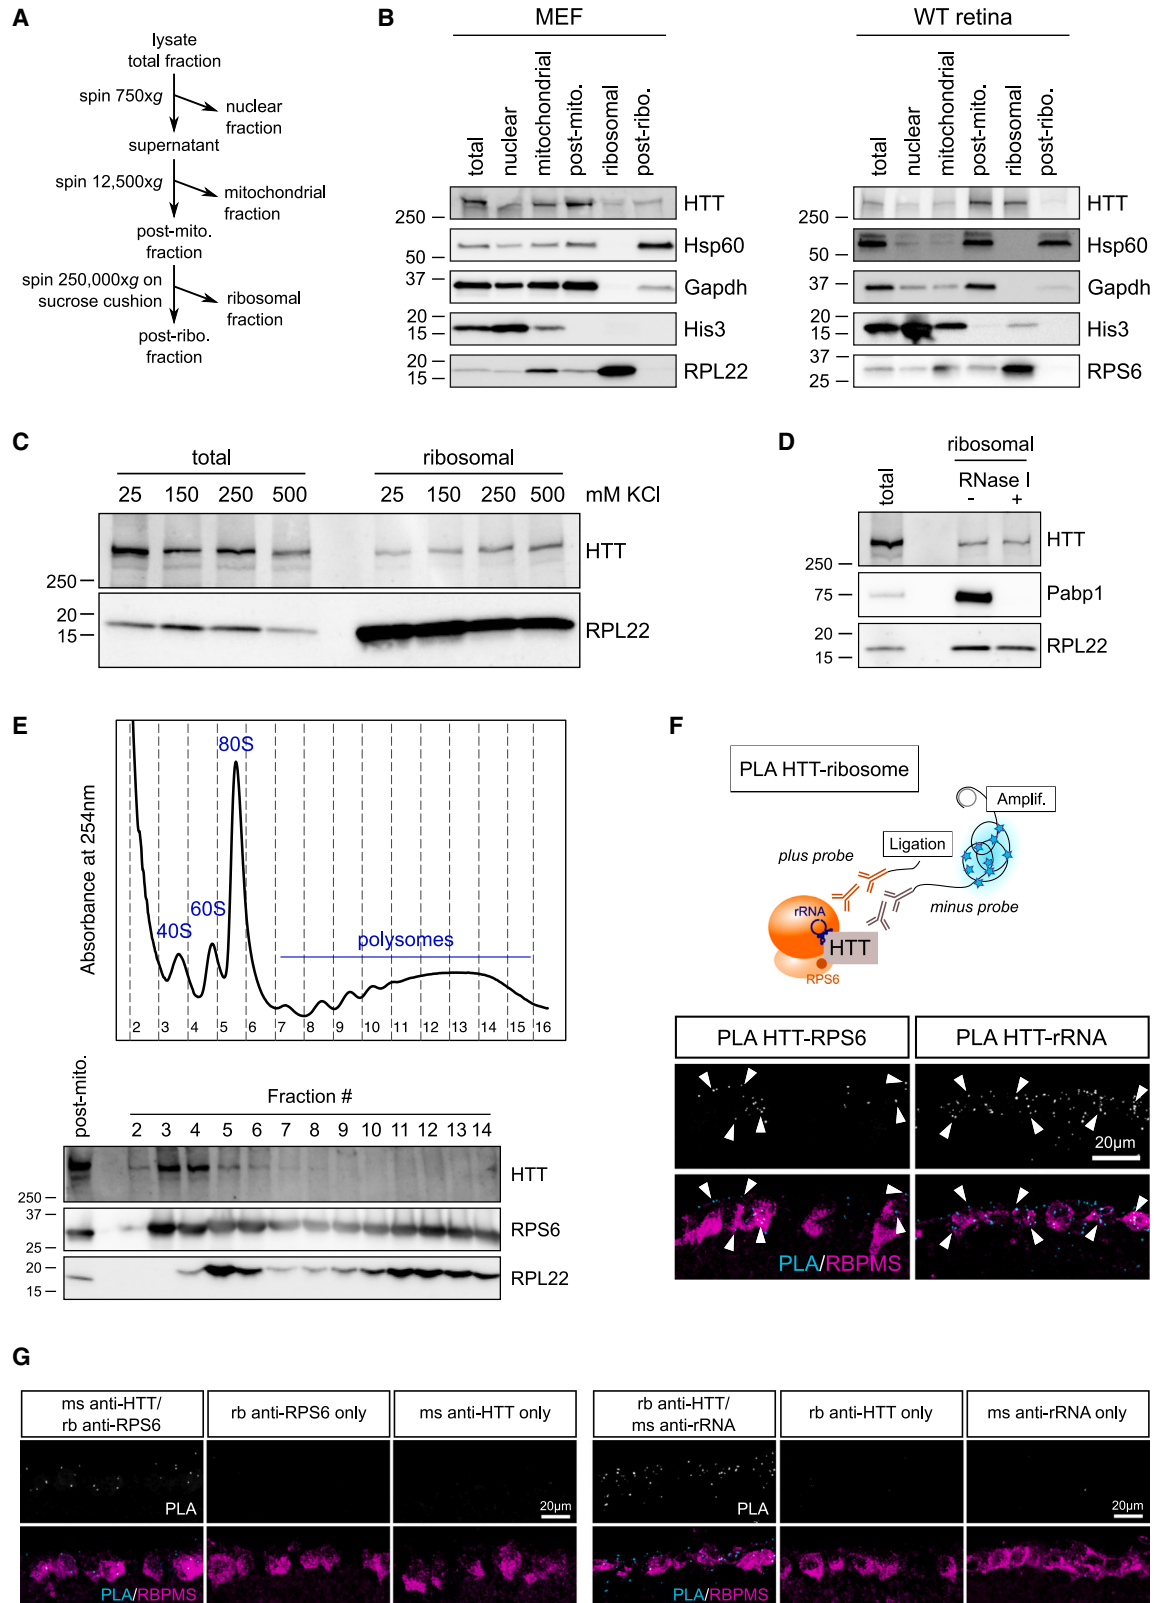 A
lysate
total fraction
spin 750xg
nuclear
fraction
supernatant
spin 12,500xg
mitochondrial
fraction
post-mito.
fraction
spin 250,000xg on
sucrose cushion
ribosomal
fraction
post-ribo.
fraction
B
MEF
total
nuclear
mitochondrial
post-mito.
ribosomal
post-ribo.
250
HTT
50
Hsp60
37
Gapdh
20
15
His3
20
15
RPL22
WT retina
total
nuclear
mitochondrial
post-mito.
ribosomal
post-ribo.
250
HTT
50
Hsp60
37
Gapdh
20
15
His3
37
25
RPS6
C
total
ribosomal
25 150 250 500 25 150 250 500 mM KCl
HTT
250
20
15
RPL22
D
ribosomal
total
RNase I
- +
HTT
250
75
Pabp1
20
15
RPL22
E
Absorbance at 254nm
80S
60S
40S
polysomes
2 3 4 5 6 7 8 9 10 11 12 13 14 15 16
post-mito.
Fraction #
2 3 4 5 6 7 8 9 10 11 12 13 14
HTT
250
37
RPS6
25
20
15
RPL22
F
PLA HTT-ribosome
Amplif.
Ligation
plus probe
minus probe
rRNA
HTT
RPS6
PLA HTT-RPS6
PLA HTT-rRNA
20µm
PLA/RBPMS
G
ms anti-HTT/
rb anti-RPS6
rb anti-RPS6 only
ms anti-HTT only
rb anti-HTT/
ms anti-rRNA
rb anti-HTT only
ms anti-rRNA only
PLA
20µm
PLA
20µm
PLA/RBPMS
PLA/RBPMS